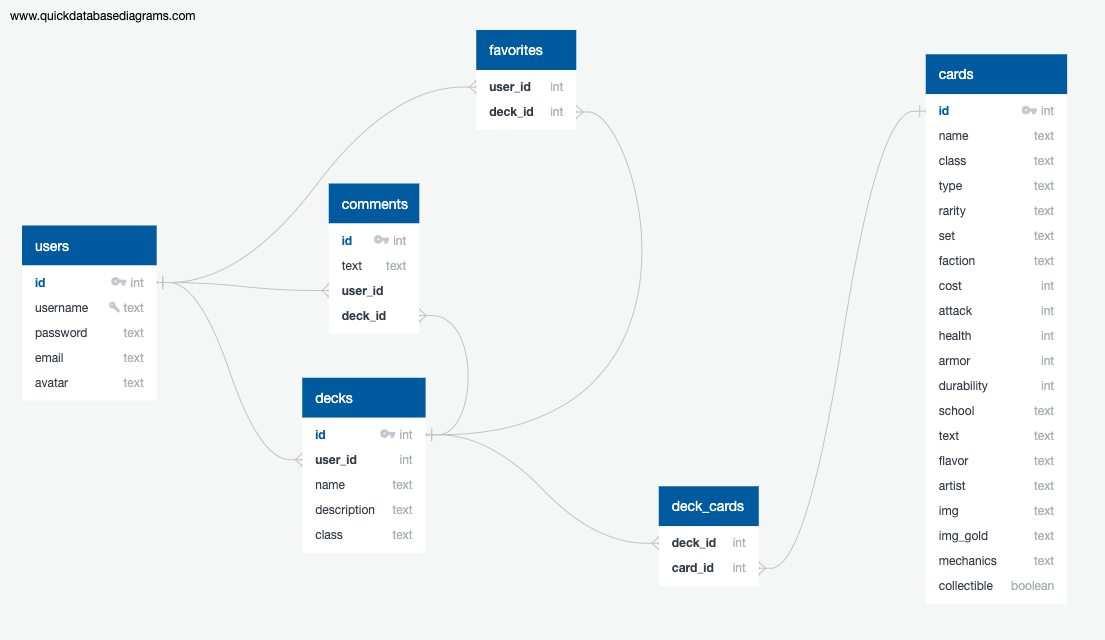 www.quickdatabasediagrams.com
favorites
user_id int
deck_id int
cards
id int
name text
class text
type text
rarity text
set text
faction text
cost int
attack int
health int
armor int
durability int
school text
text text
flavor text
artist text
img text
img_gold text
mechanics text
collectible boolean
comments
id int
text text
user_id
deck_id
users
id int
username text
password text
email text
avatar text
decks
id int
user_id int
name text
description text
class text
deck_cards
deck_id int
card_id int